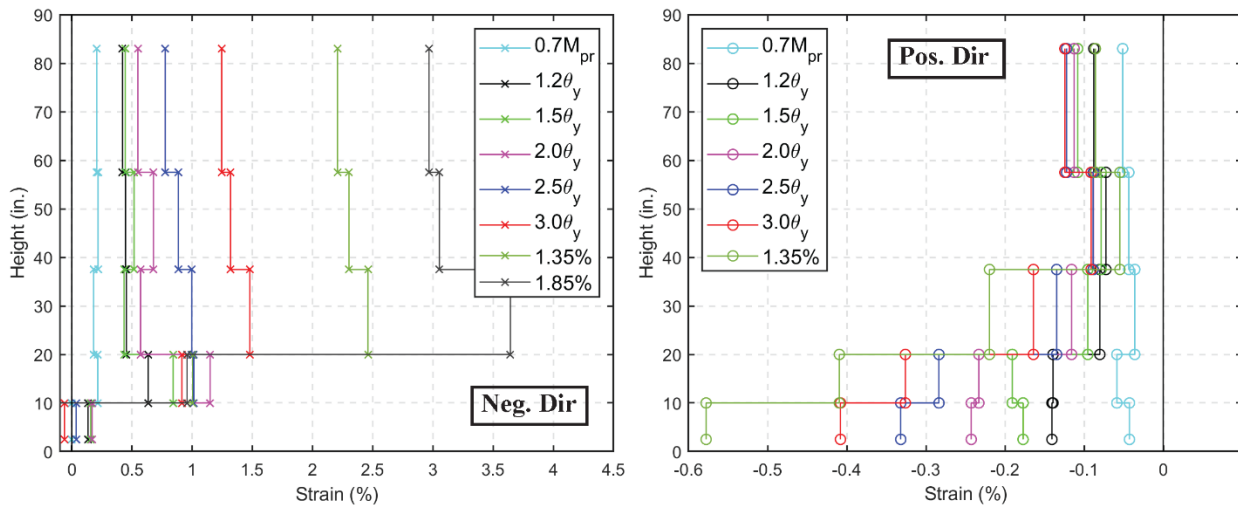 90
80
70
60
50
40
30
20
10
0
Height (in.)
0
0.5
1
1.5
2
2.5
3
3.5
4
4.5
Strain (%)
0.7Mpr
1.2θy
1.5θy
2.0θy
2.5θy
3.0θy
1.35%
1.85%
Neg. Dir
90
80
70
60
50
40
30
20
10
0
Height (in.)
-0.6
-0.5
-0.4
-0.3
-0.2
-0.1
0
Strain (%)
0.7Mpr
1.2θy
1.5θy
2.0θy
2.5θy
3.0θy
1.35%
Pos. Dir